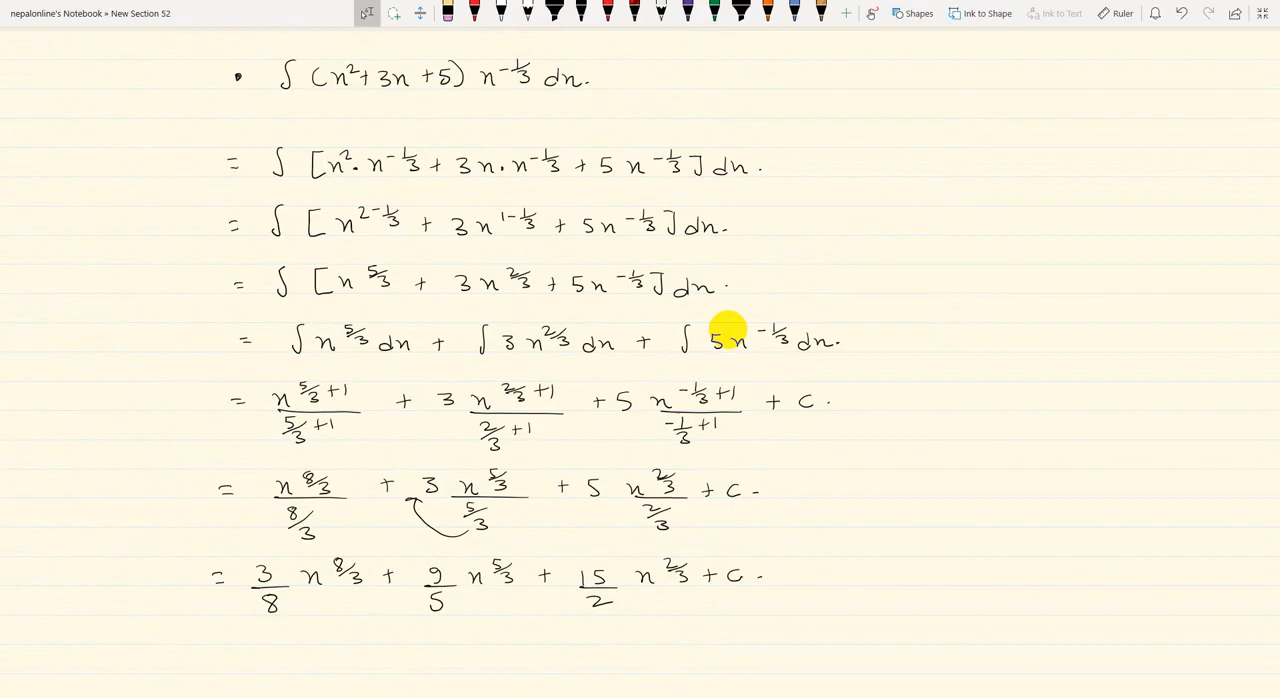 nepalonline's Notebook » New Section 52
Shapes Ink to Shape Ink to Text Ruler
• ∫ (x²+3x+5) x^(-1/3) dx.
= ∫ [x²·x^(-1/3) + 3x·x^(-1/3) + 5x^(-1/3)] dx.
= ∫ [x^(2-1/3) + 3x^(1-1/3) + 5x^(-1/3)] dx.
= ∫ [x^(5/3) + 3x^(2/3) + 5x^(-1/3)] dx.
= ∫ x^(5/3) dx + ∫ 3x^(2/3) dx + ∫ 5x^(-1/3) dx.
= x^(5/3+1)/(5/3+1) + 3 x^(2/3+1)/(2/3+1) + 5 x^(-1/3+1)/(-1/3+1) + c.
= x^(8/3)/(8/3) + 3 x^(5/3)/(5/3) + 5 x^(2/3)/(2/3) + c.
= 3/8 x^(8/3) + 9/5 x^(5/3) + 15/2 x^(2/3) + c.